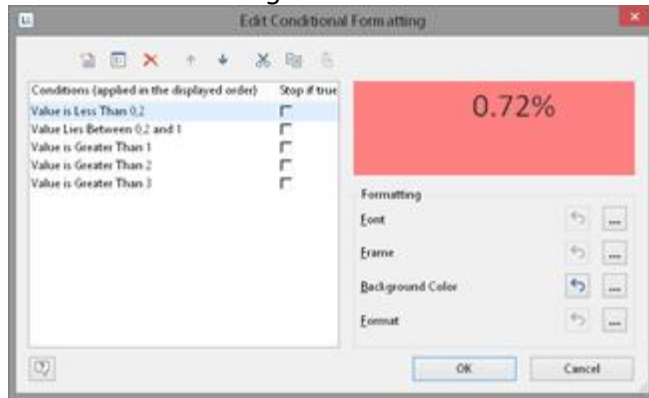 Edit Conditional Formatting
Conditions (applied in the displayed order) Stop if true
Value is Less Than 0,2
Value Lies Between 0,2 and 1
Value is Greater Than 1
Value is Greater Than 2
Value is Greater Than 3
0.72%
Formatting
Font
...
Frame
...
Background Color
...
Format
...
OK Cancel